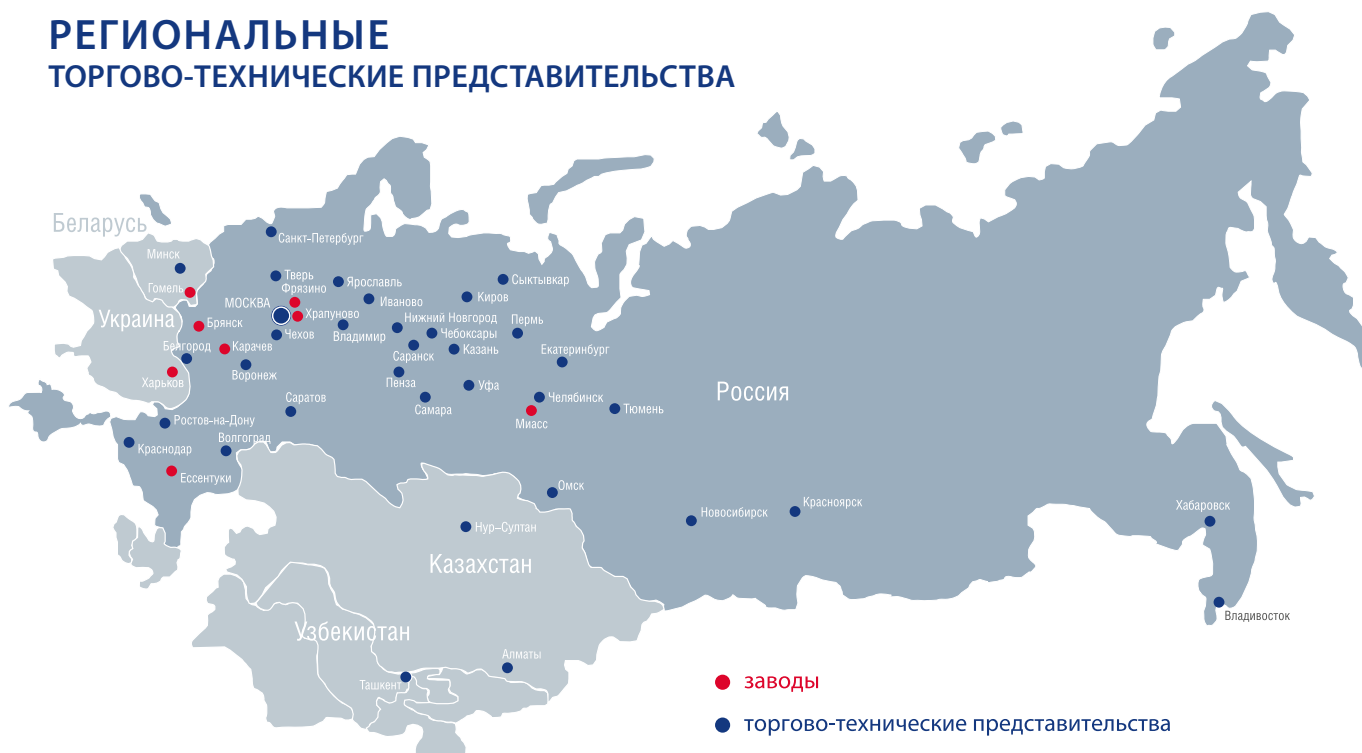 РЕГИОНАЛЬНЫЕ
ТОРГОВО-ТЕХНИЧЕСКИЕ ПРЕДСТАВИТЕЛЬСТВА
Беларусь
Санкт-Петербург
Минск
Гомель
Тверь
Фрязино
Ярославль
Сыктывкар
МОСКВА
Храпуново
Иваново
Киров
Украина
Брянск
Чехов
Владимир
Нижний Новгород
Чебоксары
Пермь
Белгород
Карачев
Саранск
Казань
Екатеринбург
Харьков
Воронеж
Пенза
Уфа
Челябинск
Россия
Саратов
Самара
Миасс
Тюмень
Ростов-на-Дону
Волгоград
Краснодар
Ессентуки
Омск
Новосибирск
Красноярск
Хабаровск
Нур-Султан
Казахстан
Владивосток
Узбекистан
Алматы
Ташкент
заводы
торгово-технические представительства